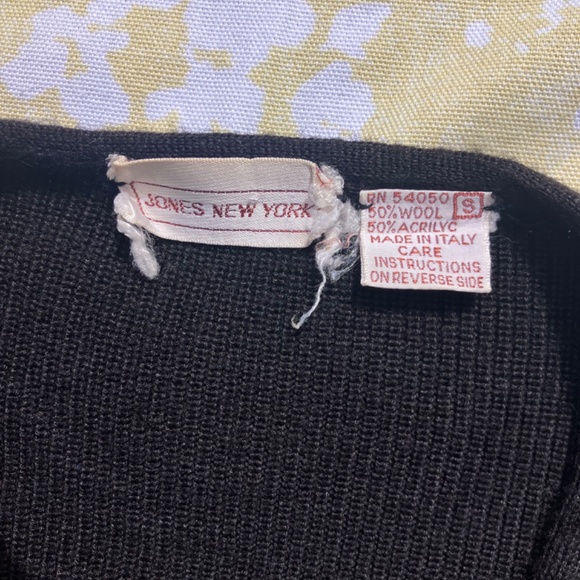 JONES NEW YORK
RN 54050 S
50% WOOL
50% ACRILYC
MADE IN ITALY
CARE
INSTRUCTIONS
ON REVERSE SIDE